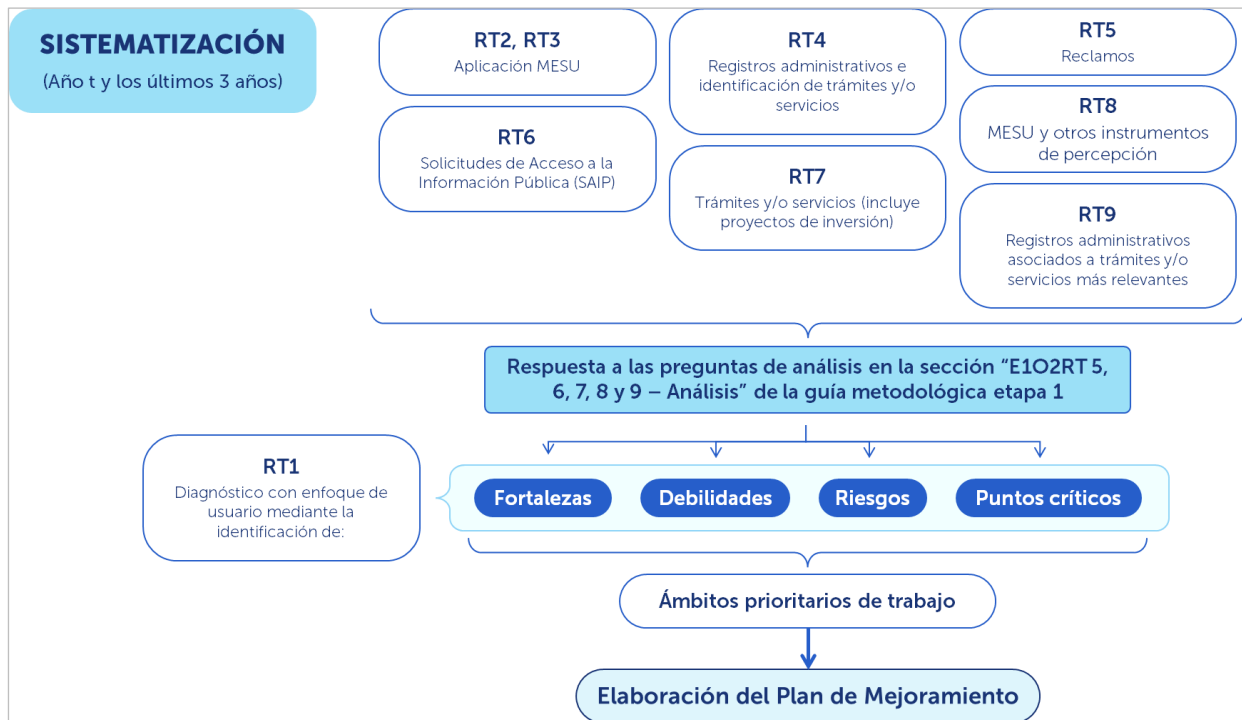 SISTEMATIZACIÓN
(Año t y los últimos 3 años)
RT2, RT3
Aplicación MESU
RT6
Solicitudes de Acceso a la
Información Pública (SAIP)
RT4
Registros administrativos e
identificación de trámites y/o
servicios
RT7
Trámites y/o servicios (incluye
proyectos de inversión)
RT5
Reclamos
RT8
MESU y otros instrumentos
de percepción
RT9
Registros administrativos
asociados a trámites y/o
servicios más relevantes
Respuesta a las preguntas de análisis en la sección “E1O2RT 5,
6, 7, 8 y 9 – Análisis” de la guía metodológica etapa 1
RT1
Diagnóstico con enfoque de
usuario mediante la
identificación de:
Fortalezas
Debilidades
Riesgos
Puntos críticos
Ámbitos prioritarios de trabajo
Elaboración del Plan de Mejoramiento